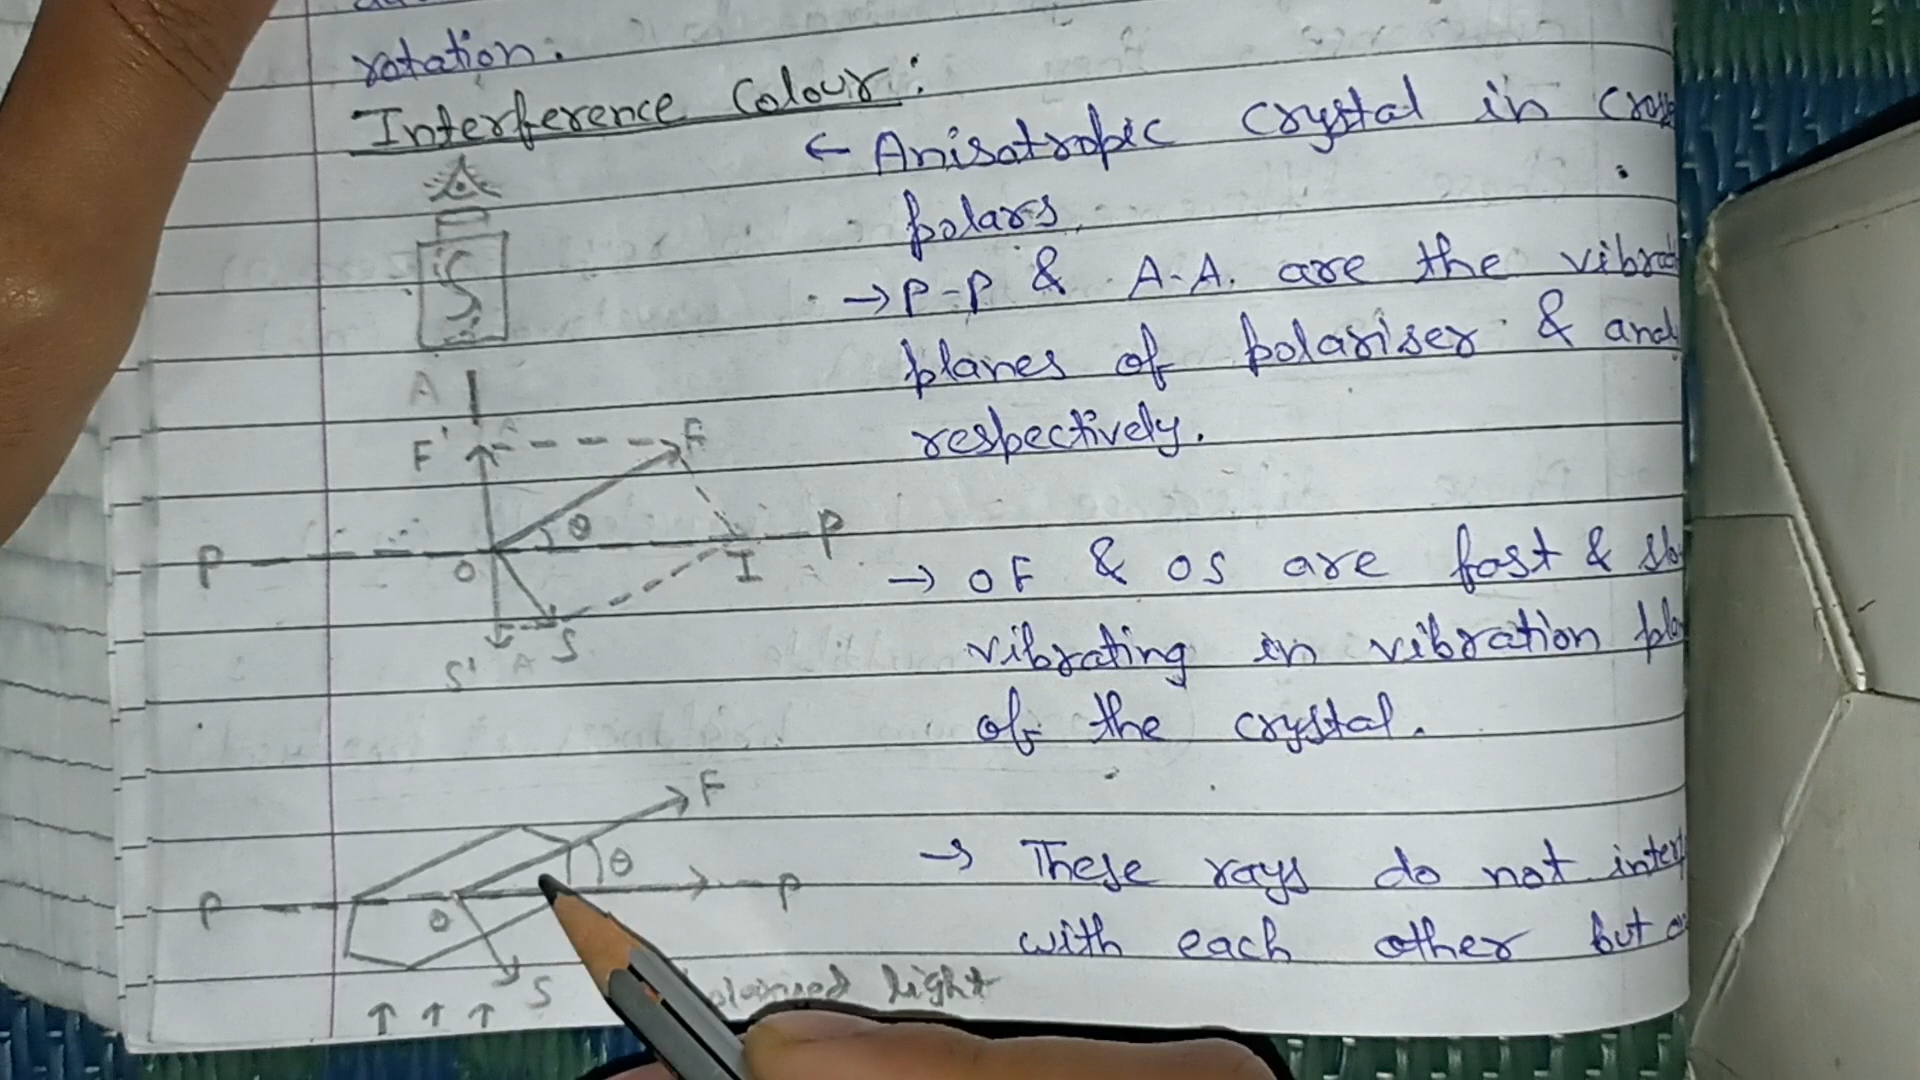 rotation.
Interference Colour:
← Anisotropic crystal in
polars
→ P-P & A-A. are the
planes of polariser & 
respectively.
A
F' A F
θ
P P
O I
S' A S
→ OF & OS are fast &
vibrating in vibration
of the crystal.
F
θ
P P
O
S
→ These rays do not
with each other but
light